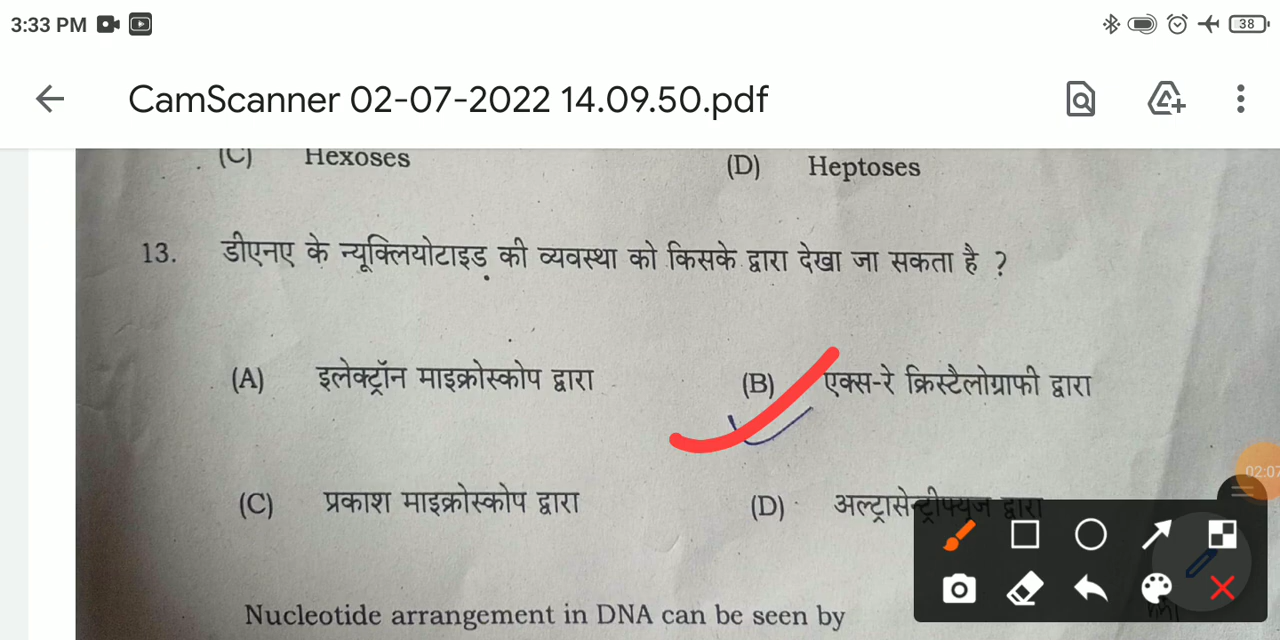 3:33 PM
38
CamScanner 02-07-2022 14.09.50.pdf
(C) Hexoses (D) Heptoses
13. डीएनए के न्यूक्लियोटाइड की व्यवस्था को किसके द्वारा देखा जा सकता है ?
(A) इलेक्ट्रॉन माइक्रोस्कोप द्वारा (B) एक्स-रे क्रिस्टैलोग्राफी द्वारा
(C) प्रकाश माइक्रोस्कोप द्वारा (D) अल्ट्रासेन्ट्रीफ्यूज द्वारा
02:07
Nucleotide arrangement in DNA can be seen by